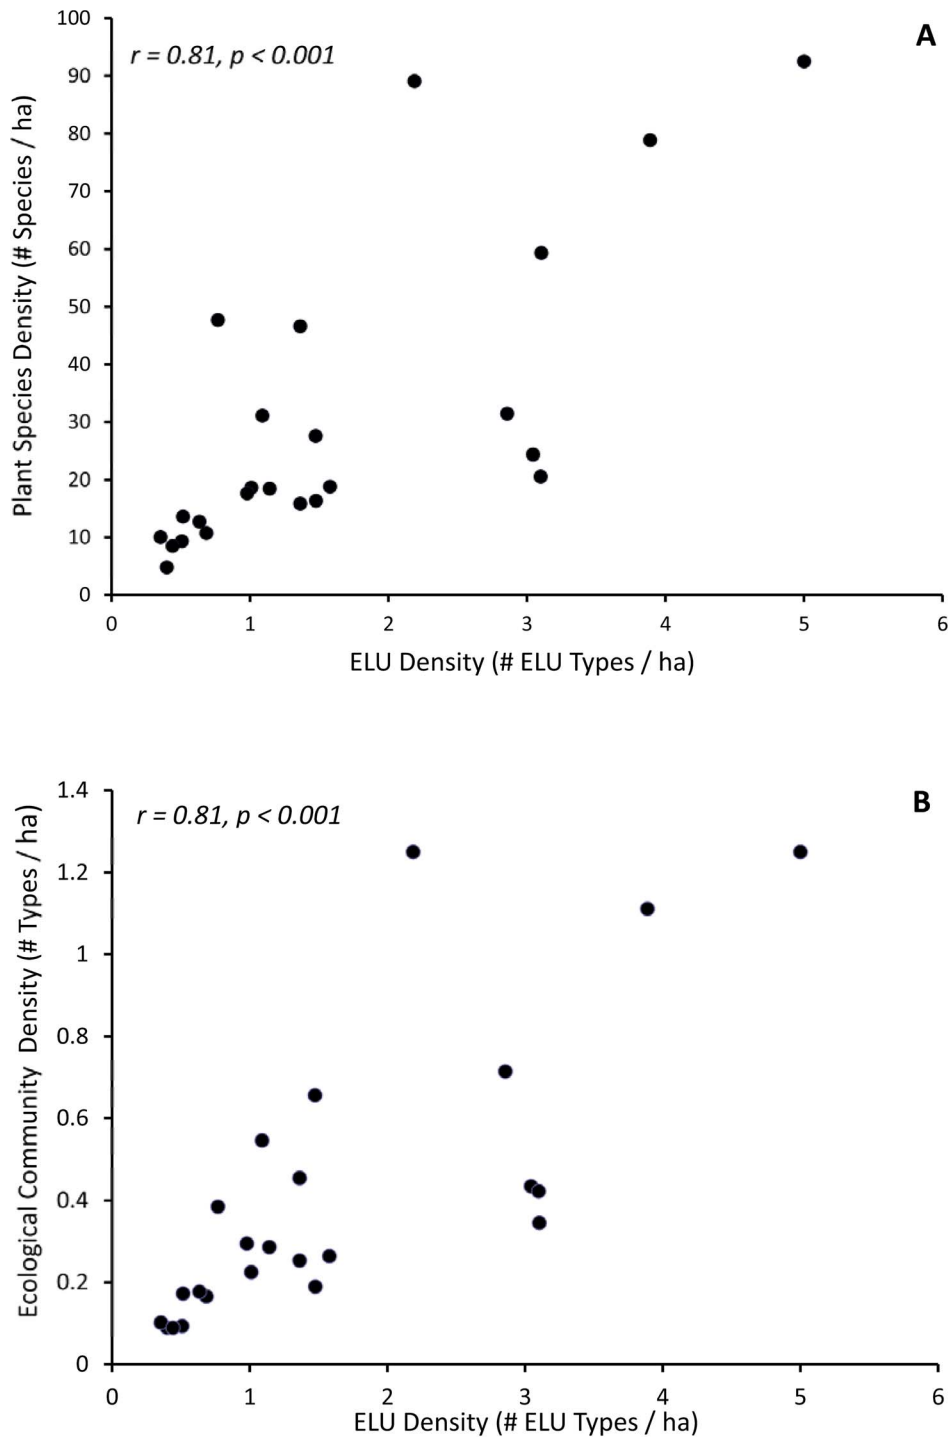 A
r = 0.81, p < 0.001
Plant Species Density (# Species / ha)
100
90
80
70
60
50
40
30
20
10
0
0 1 2 3 4 5 6
ELU Density (# ELU Types / ha)
B
r = 0.81, p < 0.001
Ecological Community Density (# Types / ha)
1.4
1.2
1
0.8
0.6
0.4
0.2
0
0 1 2 3 4 5 6
ELU Density (# ELU Types / ha)